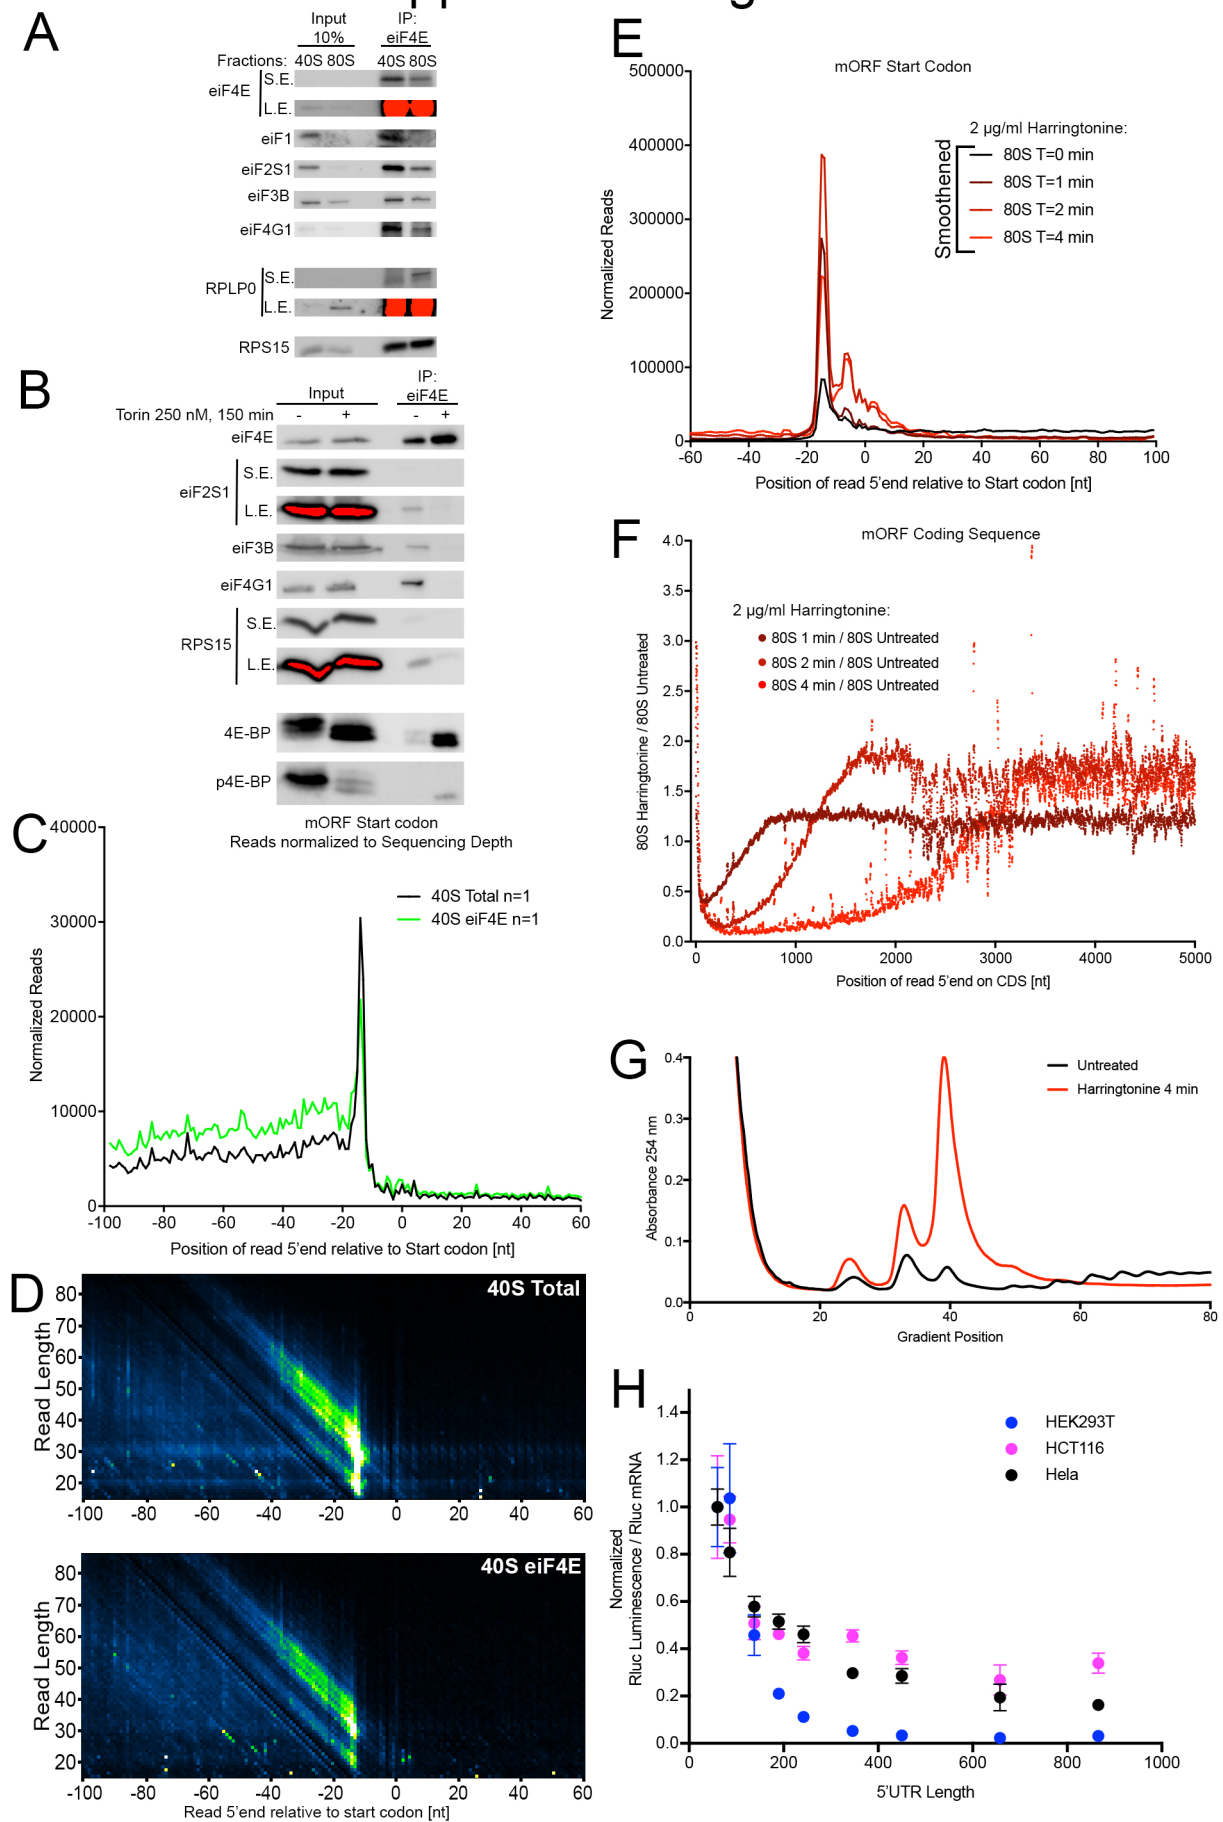 A
Input
10%
IP:
eiF4E
Fractions: 40S 80S 40S 80S
eiF4E
S.E.
L.E.
eiF1
eiF2S1
eiF3B
eiF4G1
RPLP0
S.E.
L.E.
RPS15
B
Input
IP:
eiF4E
Torin 250 nM, 150 min - + - +
eiF4E
eiF2S1
S.E.
L.E.
eiF3B
eiF4G1
RPS15
S.E.
L.E.
4E-BP
p4E-BP
C
mORF Start codon
Reads normalized to Sequencing Depth
40S Total n=1
40S eiF4E n=1
Normalized Reads
40000
30000
20000
10000
0
-100 -80 -60 -40 -20 0 20 40 60
Position of read 5'end relative to Start codon [nt]
D
40S Total
Read Length
80
70
60
50
40
30
20
-100 -80 -60 -40 -20 0 20 40 60
40S eiF4E
Read Length
80
70
60
50
40
30
20
-100 -80 -60 -40 -20 0 20 40 60
Read 5'end relative to start codon [nt]
E
mORF Start Codon
2 µg/ml Harringtonine:
Smoothened
80S T=0 min
80S T=1 min
80S T=2 min
80S T=4 min
Normalized Reads
500000
400000
300000
200000
100000
0
-60 -40 -20 0 20 40 60 80 100
Position of read 5'end relative to Start codon [nt]
F
mORF Coding Sequence
2 µg/ml Harringtonine:
80S 1 min / 80S Untreated
80S 2 min / 80S Untreated
80S 4 min / 80S Untreated
80S Harringtonine / 80S Untreated
4.0
3.5
3.0
2.5
2.0
1.5
1.0
0.5
0.0
0 1000 2000 3000 4000 5000
Position of read 5'end on CDS [nt]
G
Untreated
Harringtonine 4 min
Absorbance 254 nm
0.4
0.3
0.2
0.1
0.0
0 20 40 60 80
Gradient Position
H
HEK293T
HCT116
Hela
Normalized
Rluc Luminescence / Rluc mRNA
1.4
1.2
1.0
0.8
0.6
0.4
0.2
0.0
0 200 400 600 800 1000
5'UTR Length